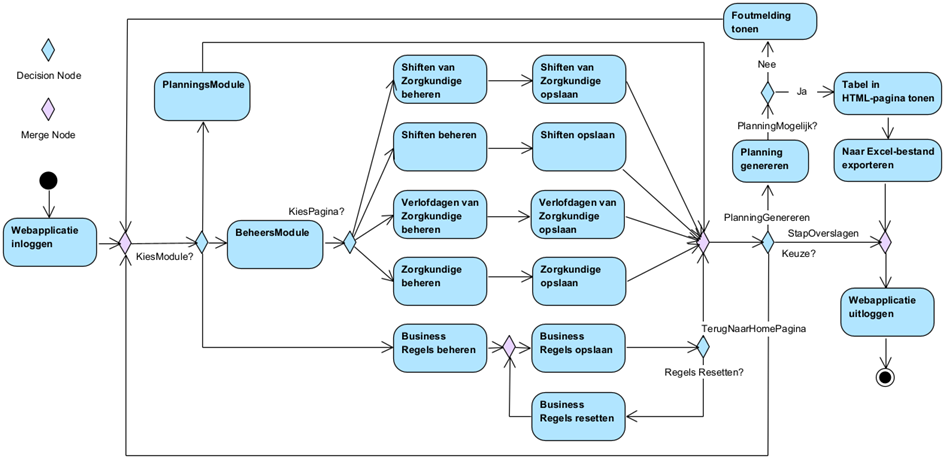 Decision Node
Merge Node
Webapplicatie
inloggen
KiesModule?
PlanningsModule
BeheersModule
KiesPagina?
Shiften van
Zorgkundige
beheren
Shiften van
Zorgkundige
opslaan
Shiften beheren
Shiften opslaan
Verlofdagen van
Zorgkundige
beheren
Verlofdagen van
Zorgkundige
opslaan
Zorgkundige
beheren
Zorgkundige
opslaan
Business
Regels beheren
Business
Regels opslaan
Business
Regels resetten
Regels Resetten?
TerugNaarHomePagina
Keuze?
StapOverslagen
PlanningGenereren
Planning
genereren
PlanningMogelijk?
Nee
Ja
Foutmelding
tonen
Tabel in
HTML-pagina tonen
Naar Excel-bestand
exporteren
Webapplicatie
uitloggen